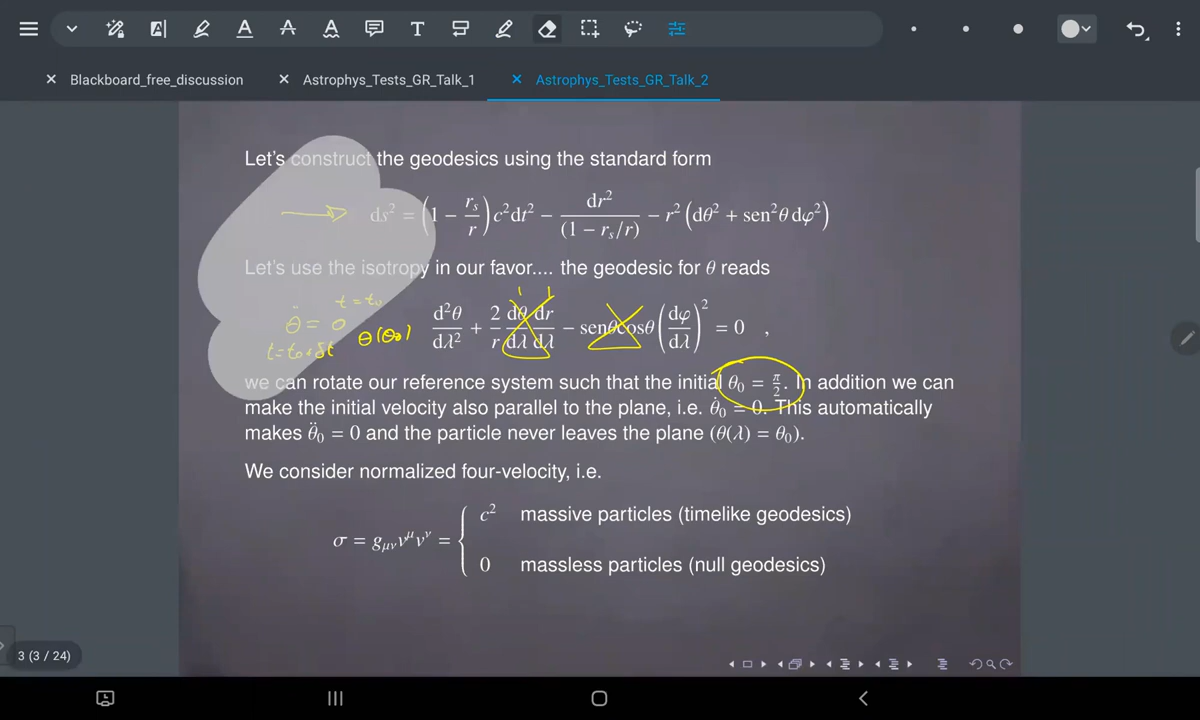 Blackboard_free_discussion Astrophys_Tests_GR_Talk_1 Astrophys_Tests_GR_Talk_2
Let's construct the geodesics using the standard form
ds² = (1 − r_s/r) c²dt² − dr²/(1 − r_s/r) − r² (dθ² + sen²θ dφ²)
Let's use the isotropy in our favor.... the geodesic for θ reads
t = t₀
θ̈ = 0 θ(θ₀)
t = t₀ + δt
d²θ/dλ² + 2/r dθ/dλ dr/dλ − senθcosθ (dφ/dλ)² = 0 ,
we can rotate our reference system such that the initial θ₀ = π/2. In addition we can
make the initial velocity also parallel to the plane, i.e. θ̇₀ = 0. This automatically
makes θ̈₀ = 0 and the particle never leaves the plane (θ(λ) = θ₀).
We consider normalized four-velocity, i.e.
σ = g_μν v^μ v^ν = { c² massive particles (timelike geodesics)
0 massless particles (null geodesics)
3 (3 / 24)